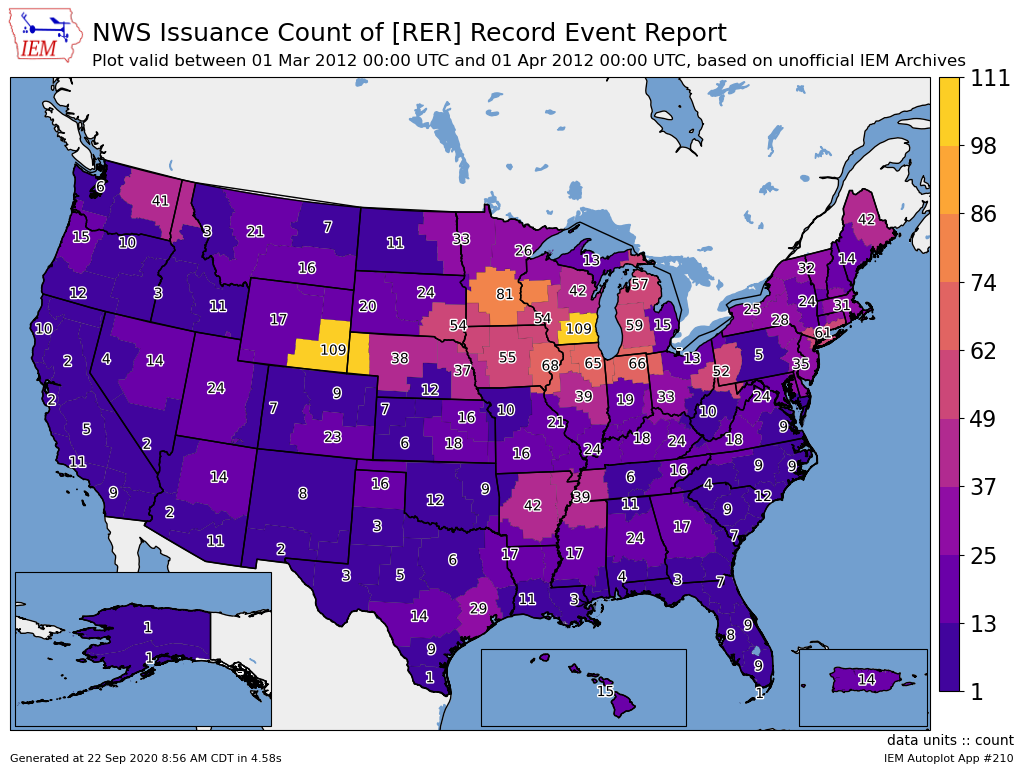 IEM
NWS Issuance Count of [RER] Record Event Report
Plot valid between 01 Mar 2012 00:00 UTC and 01 Apr 2012 00:00 UTC, based on unofficial IEM Archives
111
98
86
74
62
49
37
25
13
1
6 41 3 21 7 11 33 26 13 42 14 32
15 10 16 57
12 3 11 17 20 24 81 42 24 31
10 54 54 109 59 15 25 28 61
2 4 14 109 38 55 68 65 66 13 52 5 35
24 9 37 12 39 19 33 24
2 7 7 10 10
5 2 23 16 6 18 21 16 24 18 24 18 9
11 14 16 6 16 9 9
9 8 12 9 42 39 11 4 12
2 11 3 24 17 9 7
2 3 5 6 17 17 4 3 7
14 29 11 3 8 9
9 1 9 1
1 1
15
14
data units :: count
Generated at 22 Sep 2020 8:56 AM CDT in 4.58s
IEM Autoplot App #210